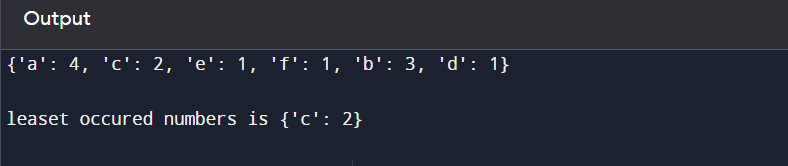 Output
{'a': 4, 'c': 2, 'e': 1, 'f': 1, 'b': 3, 'd': 1}
leaset occured numbers is {'c': 2}